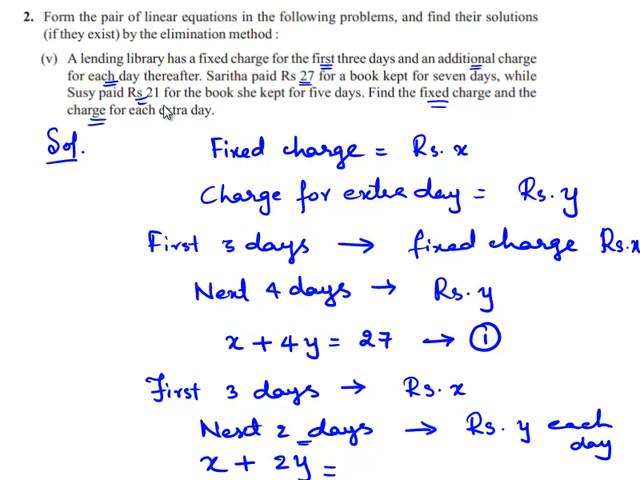 2. Form the pair of linear equations in the following problems, and find their solutions
(if they exist) by the elimination method :
(v) A lending library has a fixed charge for the first three days and an additional charge
for each day thereafter. Saritha paid Rs 27 for a book kept for seven days, while
Susy paid Rs 21 for the book she kept for five days. Find the fixed charge and the
charge for each extra day.
Sol.
Fixed charge = Rs. x
Charge for extra day = Rs. y
First 3 days → fixed charge Rs. x
Next 4 days → Rs. y
x + 4y = 27 → ①
First 3 days → Rs. x
Next 2 days → Rs. y each
day
x + 2y =